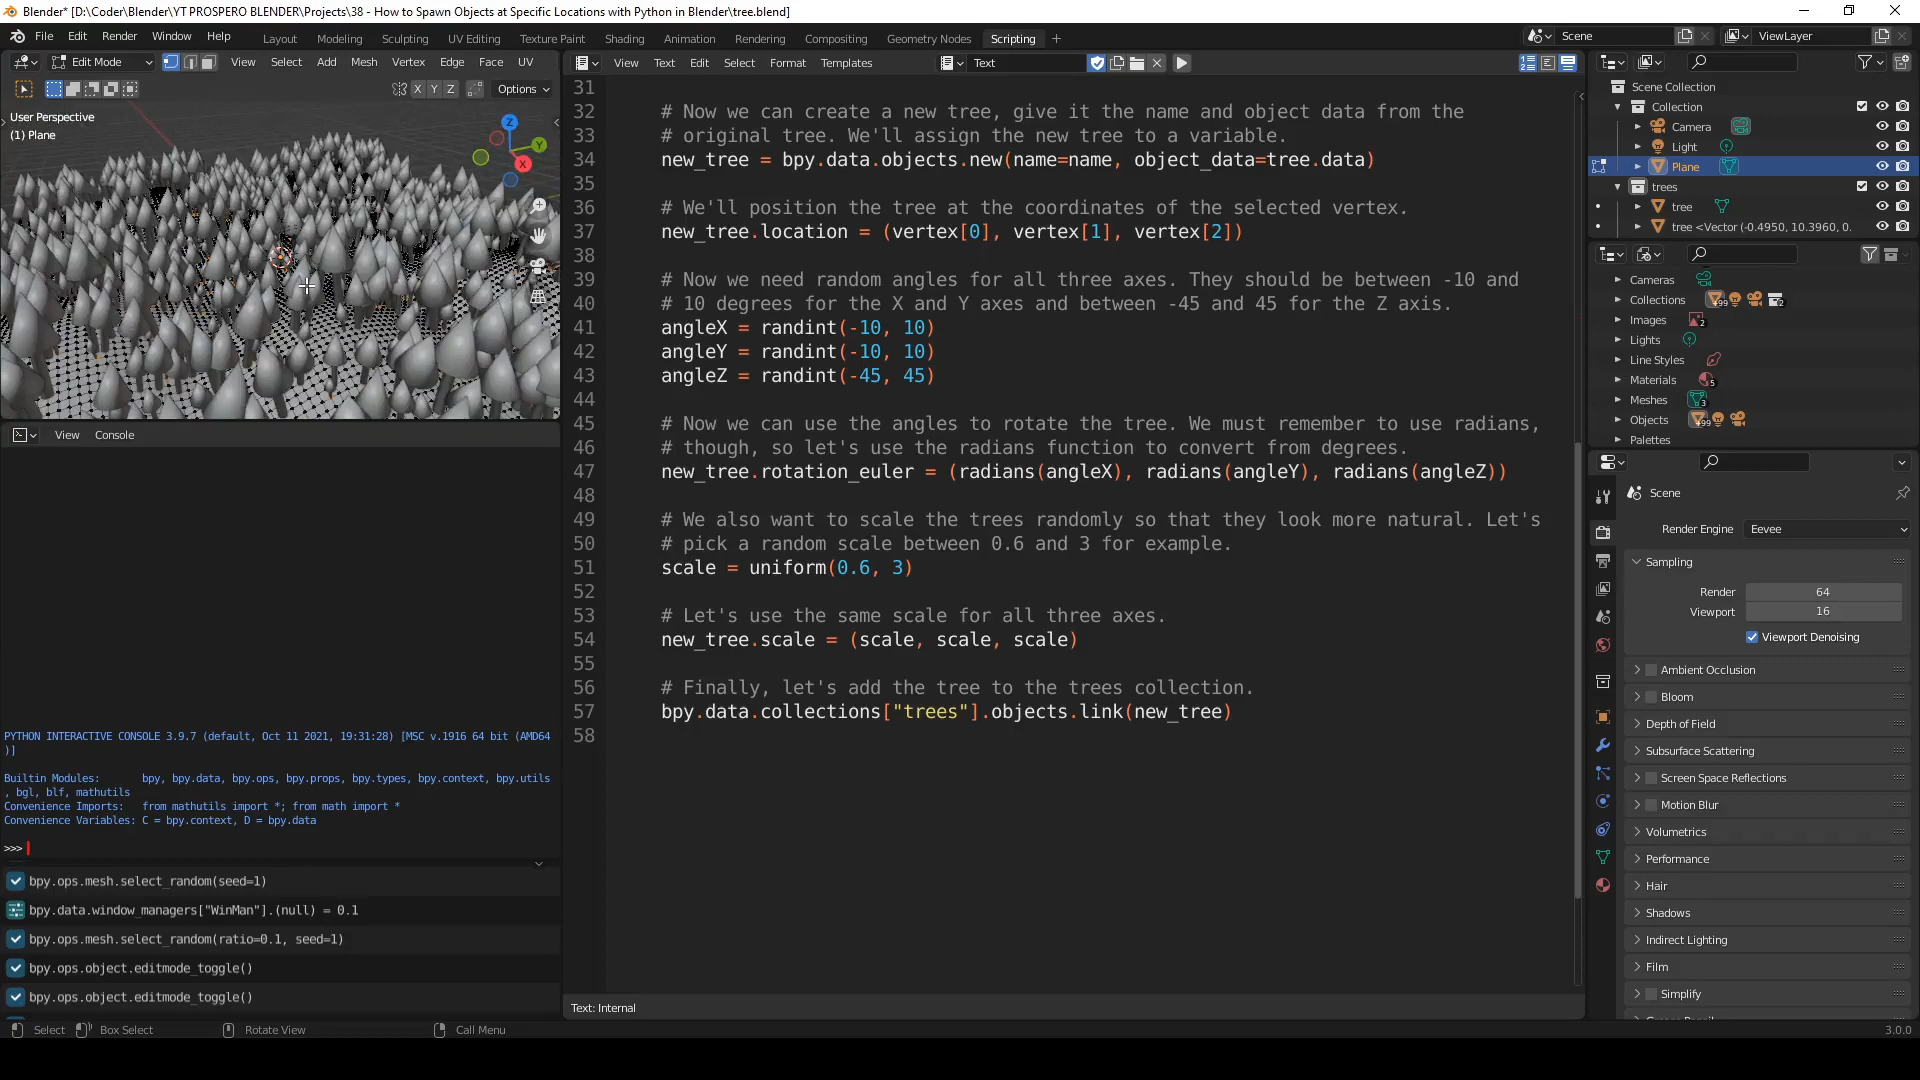 Blender* [D:\Coder\Blender\YT PROSPERO BLENDER\Projects\38 - How to Spawn Objects at Specific Locations with Python in Blender\tree.blend]
File Edit Render Window Help Layout Modeling Sculpting UV Editing Texture Paint Shading Animation Rendering Compositing Geometry Nodes Scripting + Scene ViewLayer
Edit Mode View Select Add Mesh Vertex Edge Face UV
X Y Z Options
User Perspective
(1) Plane
Z
Y
X
View Text Edit Select Format Templates Text
31
32 # Now we can create a new tree, give it the name and object data from the
33 # original tree. We'll assign the new tree to a variable.
34 new_tree = bpy.data.objects.new(name=name, object_data=tree.data)
35
36 # We'll position the tree at the coordinates of the selected vertex.
37 new_tree.location = (vertex[0], vertex[1], vertex[2])
38
39 # Now we need random angles for all three axes. They should be between -10 and
40 # 10 degrees for the X and Y axes and between -45 and 45 for the Z axis.
41 angleX = randint(-10, 10)
42 angleY = randint(-10, 10)
43 angleZ = randint(-45, 45)
44
45 # Now we can use the angles to rotate the tree. We must remember to use radians,
46 # though, so let's use the radians function to convert from degrees.
47 new_tree.rotation_euler = (radians(angleX), radians(angleY), radians(angleZ))
48
49 # We also want to scale the trees randomly so that they look more natural. Let's
50 # pick a random scale between 0.6 and 3 for example.
51 scale = uniform(0.6, 3)
52
53 # Let's use the same scale for all three axes.
54 new_tree.scale = (scale, scale, scale)
55
56 # Finally, let's add the tree to the trees collection.
57 bpy.data.collections["trees"].objects.link(new_tree)
58
Text: Internal
View Console
PYTHON INTERACTIVE CONSOLE 3.9.7 (default, Oct 11 2021, 19:31:28) [MSC v.1916 64 bit (AMD64
)]
Builtin Modules: bpy, bpy.data, bpy.ops, bpy.props, bpy.types, bpy.context, bpy.utils
, bgl, blf, mathutils
Convenience Imports: from mathutils import *; from math import *
Convenience Variables: C = bpy.context, D = bpy.data
>>>
bpy.ops.mesh.select_random(seed=1)
bpy.data.window_managers["WinMan"].(null) = 0.1
bpy.ops.mesh.select_random(ratio=0.1, seed=1)
bpy.ops.object.editmode_toggle()
bpy.ops.object.editmode_toggle()
Scene Collection
Collection
Camera
Light
Plane
trees
tree
tree <Vector (-0.4950, 10.3960, 0.
Cameras
Collections +99 2
Images 2
Lights
Line Styles
Materials 5
Meshes 3
Objects +99
Palettes
Scene
Render Engine Eevee
Sampling
Render 64
Viewport 16
Viewport Denoising
Ambient Occlusion
Bloom
Depth of Field
Subsurface Scattering
Screen Space Reflections
Motion Blur
Volumetrics
Performance
Hair
Shadows
Indirect Lighting
Film
Simplify
Select Box Select Rotate View Call Menu 3.0.0